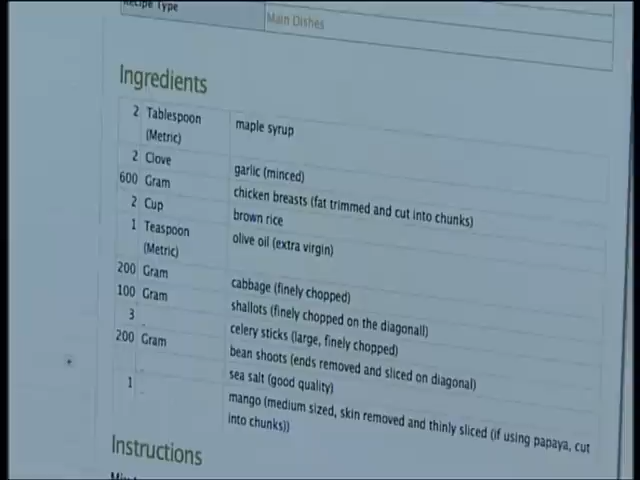 Recipe Type
Main Dishes
Ingredients
2 Tablespoon (Metric) maple syrup
2 Clove garlic (minced)
600 Gram chicken breasts (fat trimmed and cut into chunks)
2 Cup brown rice
1 Teaspoon (Metric) olive oil (extra virgin)
200 Gram cabbage (finely chopped)
100 Gram shallots (finely chopped on the diagonall)
3 celery sticks (large, finely chopped)
200 Gram bean shoots (ends removed and sliced on diagonal)
sea salt (good quality)
1 mango (medium sized, skin removed and thinly sliced (if using papaya, cut
into chunks))
Instructions